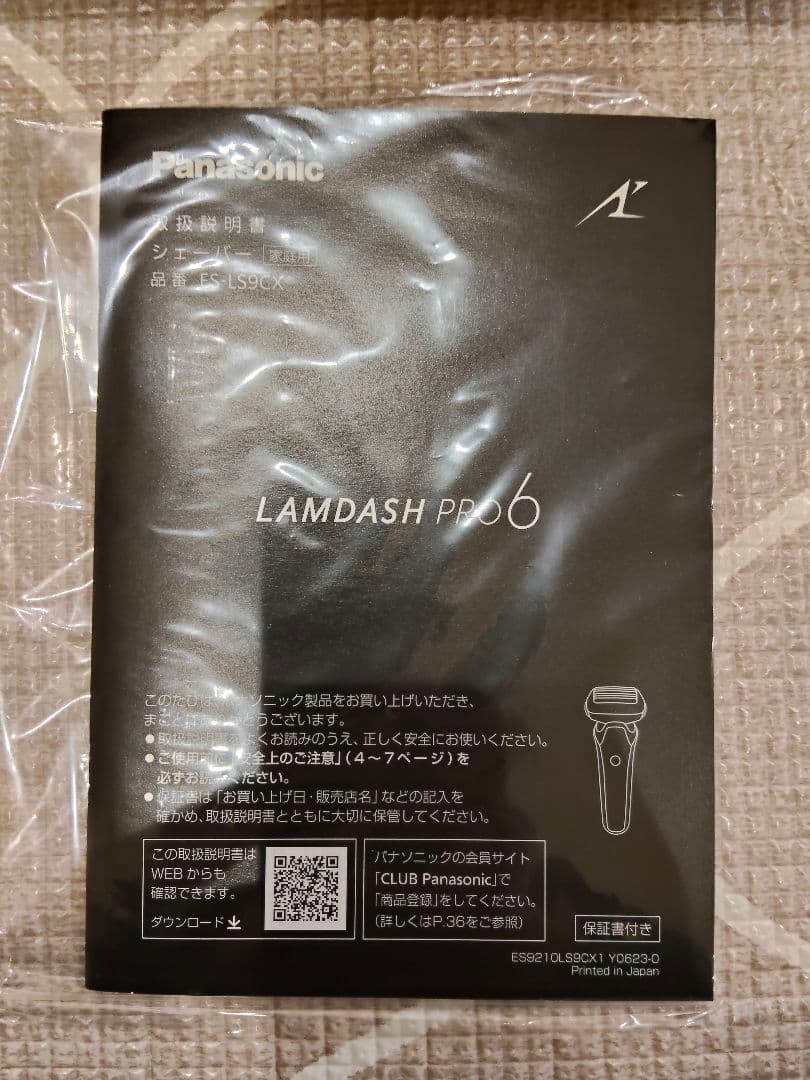 Panasonic
取扱説明書
シェーバー 家庭用
品番 ES-LS9CX
LAMDASH PRO 6
このたびは、パナソニック製品をお買い上げいただき、
まことにありがとうございます。
●取扱説明書をよくお読みのうえ、正しく安全にお使いください。
●ご使用前に「安全上のご注意」(4～7ページ)を
必ずお読みください。
●保証書は「お買い上げ日・販売店名」などの記入を
確かめ、取扱説明書とともに大切に保管してください。
この取扱説明書は
WEBからも
確認できます。
ダウンロード
パナソニックの会員サイト
「CLUB Panasonic」で
「商品登録」をしてください。
(詳しくはP.36をご参照)
保証書付き
ES9210LS9CX1 Y0623-0
Printed in Japan